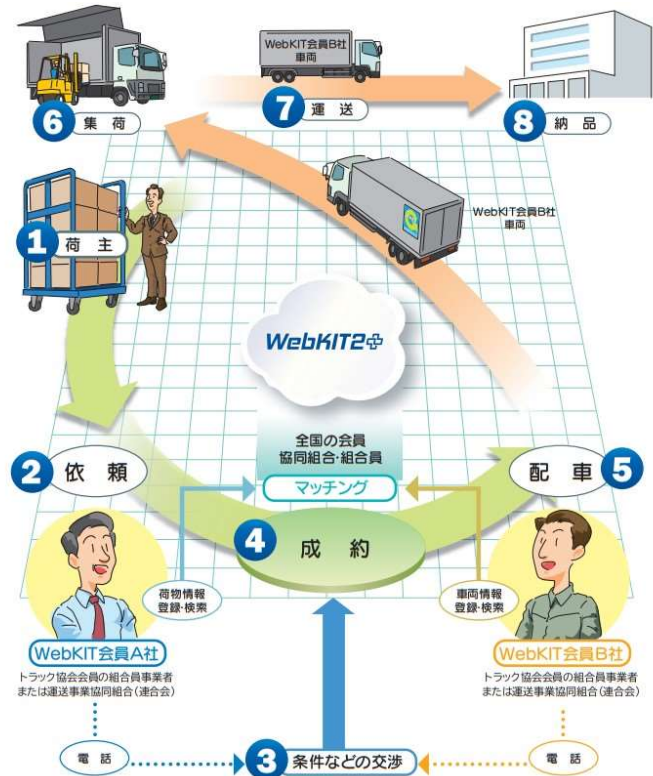 WebKIT会員B社
車両
6 集荷
7 運送
8 納品
WebKIT会員B社
車両
1 荷主
WebKIT2+
全国の会員
協同組合・組合員
マッチング
2 依頼
配車 5
4 成約
荷物情報
登録・検索
車両情報
登録・検索
WebKIT会員A社
トラック協会会員の組合員事業者
または運送事業協同組合(連合会)
WebKIT会員B社
トラック協会会員の組合員事業者
または運送事業協同組合(連合会)
電話
3 条件などの交渉
電話